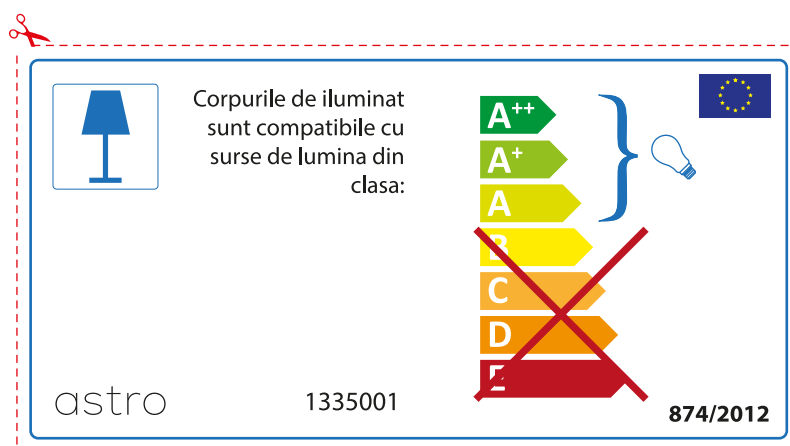 Corpurile de iluminat
sunt compatibile cu
surse de lumina din
clasa:
A++
A+
A
B
C
D
E
astro
1335001
874/2012